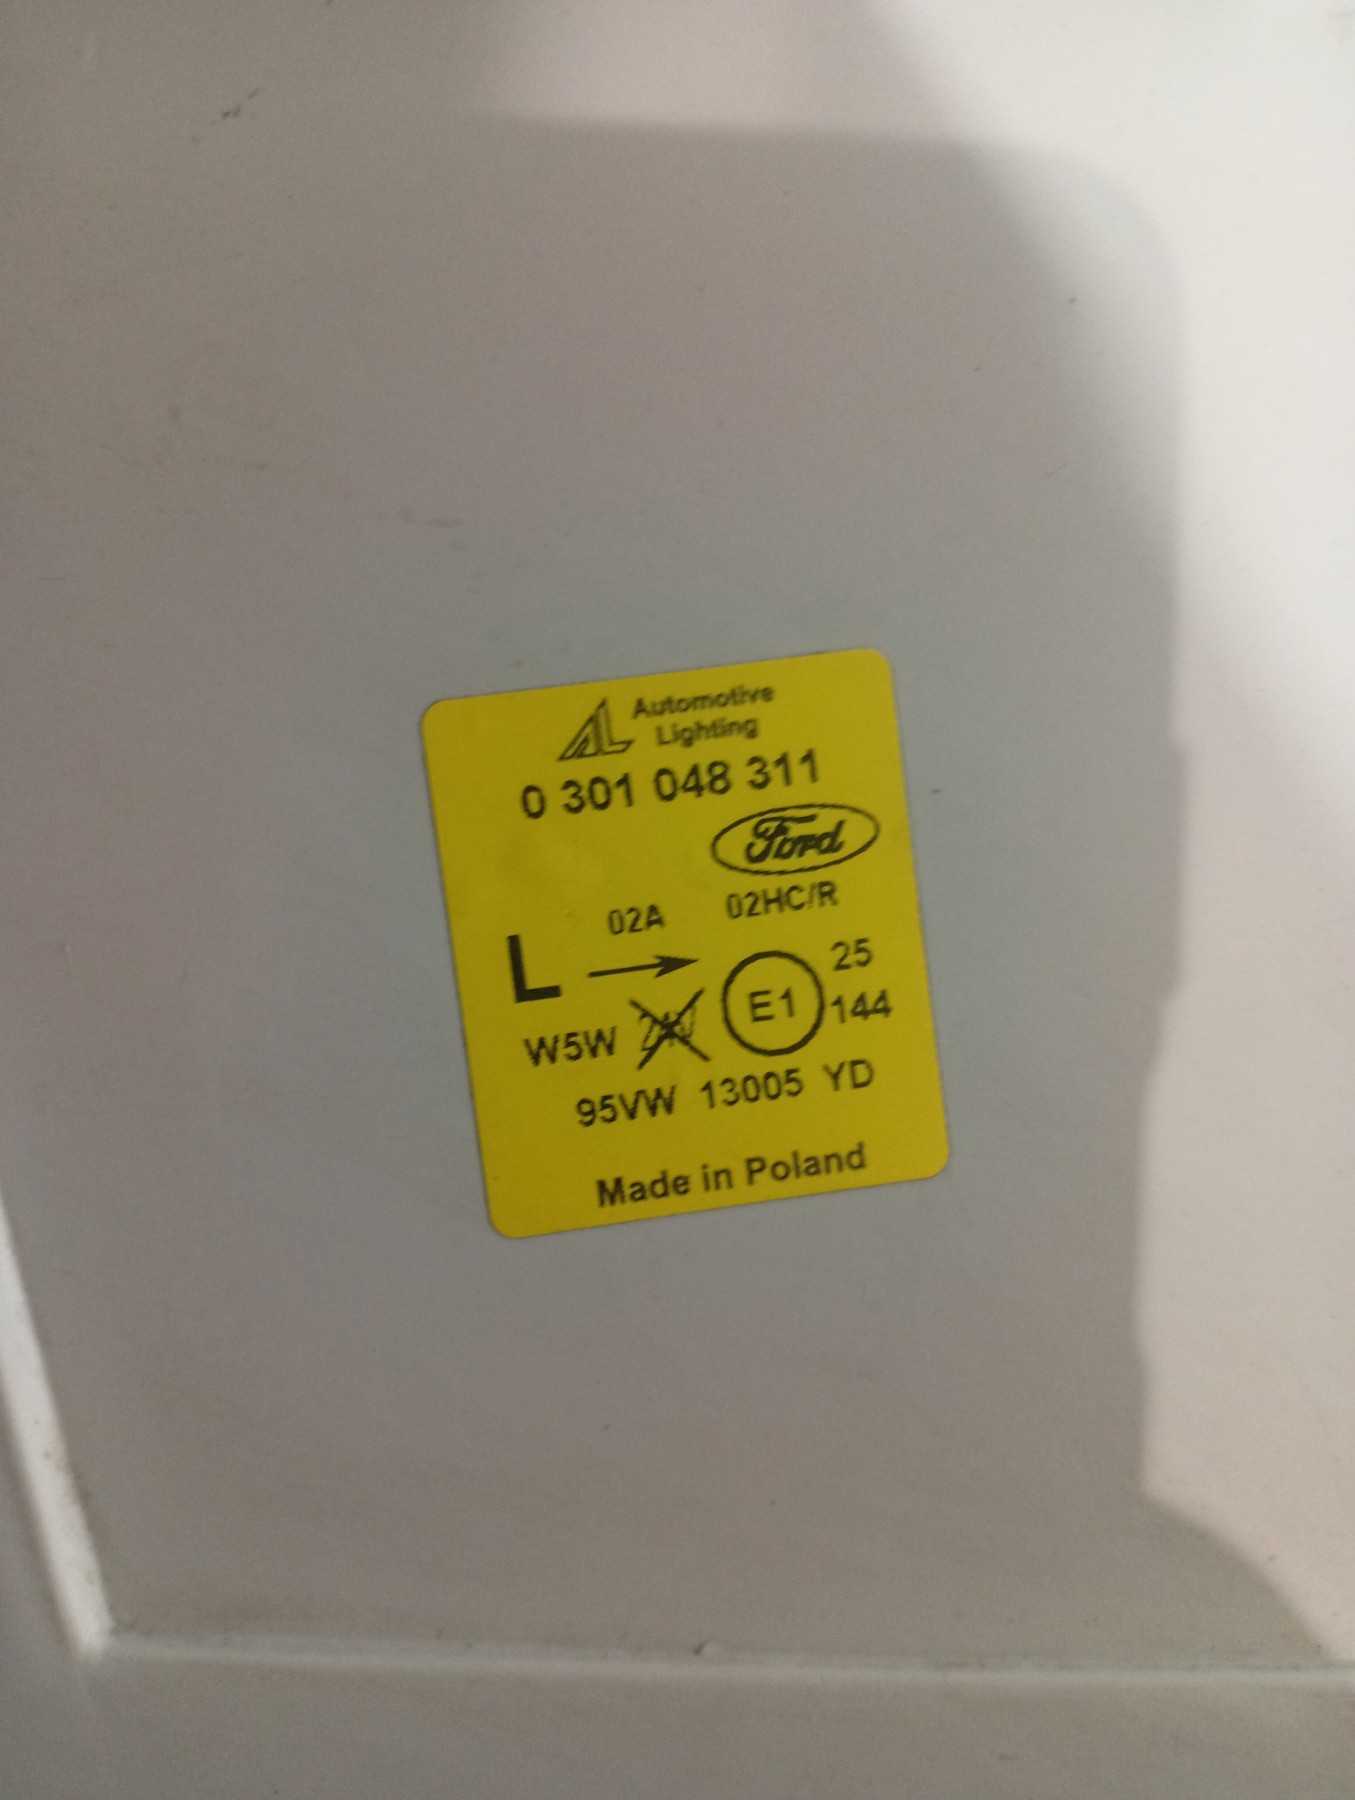 AL Automotive
Lighting
0 301 048 311
Ford
02A 02HC/R
L 25
E1
W5W 144
95VW 13005 YD
Made in Poland